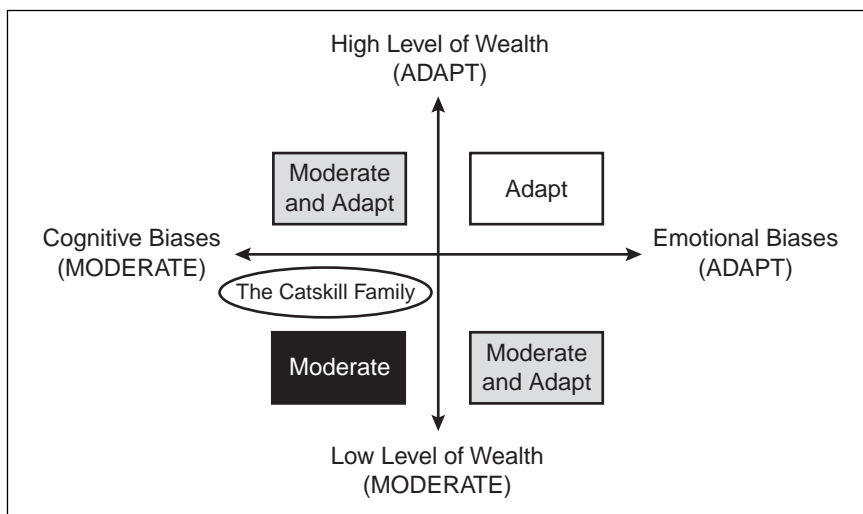 High Level of Wealth
(ADAPT)
Moderate
and Adapt
Adapt
Cognitive Biases
(MODERATE)
Emotional Biases
(ADAPT)
The Catskill Family
Moderate
Moderate
and Adapt
Low Level of Wealth
(MODERATE)